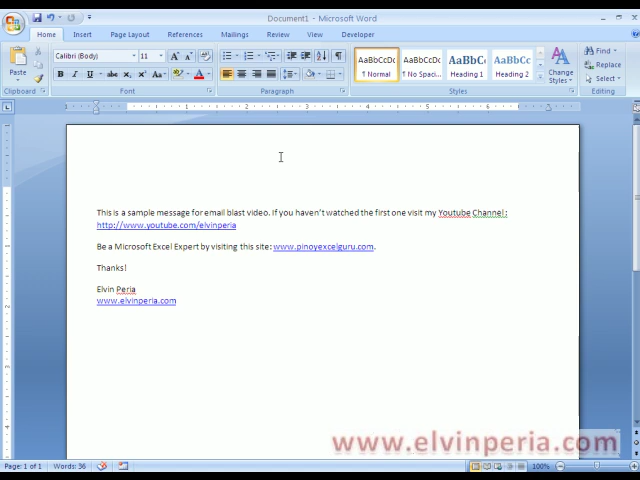 Document1 - Microsoft Word
Home Insert Page Layout References Mailings Review View Developer
Calibri (Body) 11
AaBbCcDc AaBbCcDc AaBbC AaBbCc
Paste
¶ Normal ¶ No Spaci... Heading 1 Heading 2
Change Styles
Find
Replace
Select
Clipboard Font Paragraph Styles Editing
This is a sample message for email blast video. If you haven't watched the first one visit my Youtube Channel:
http://www.youtube.com/elvinperia
Be a Microsoft Excel Expert by visiting this site: www.pinoyexcelguru.com.
Thanks!
Elvin Peria
www.elvinperia.com
www.elvinperia.com
Page: 1 of 1 Words: 36 100%